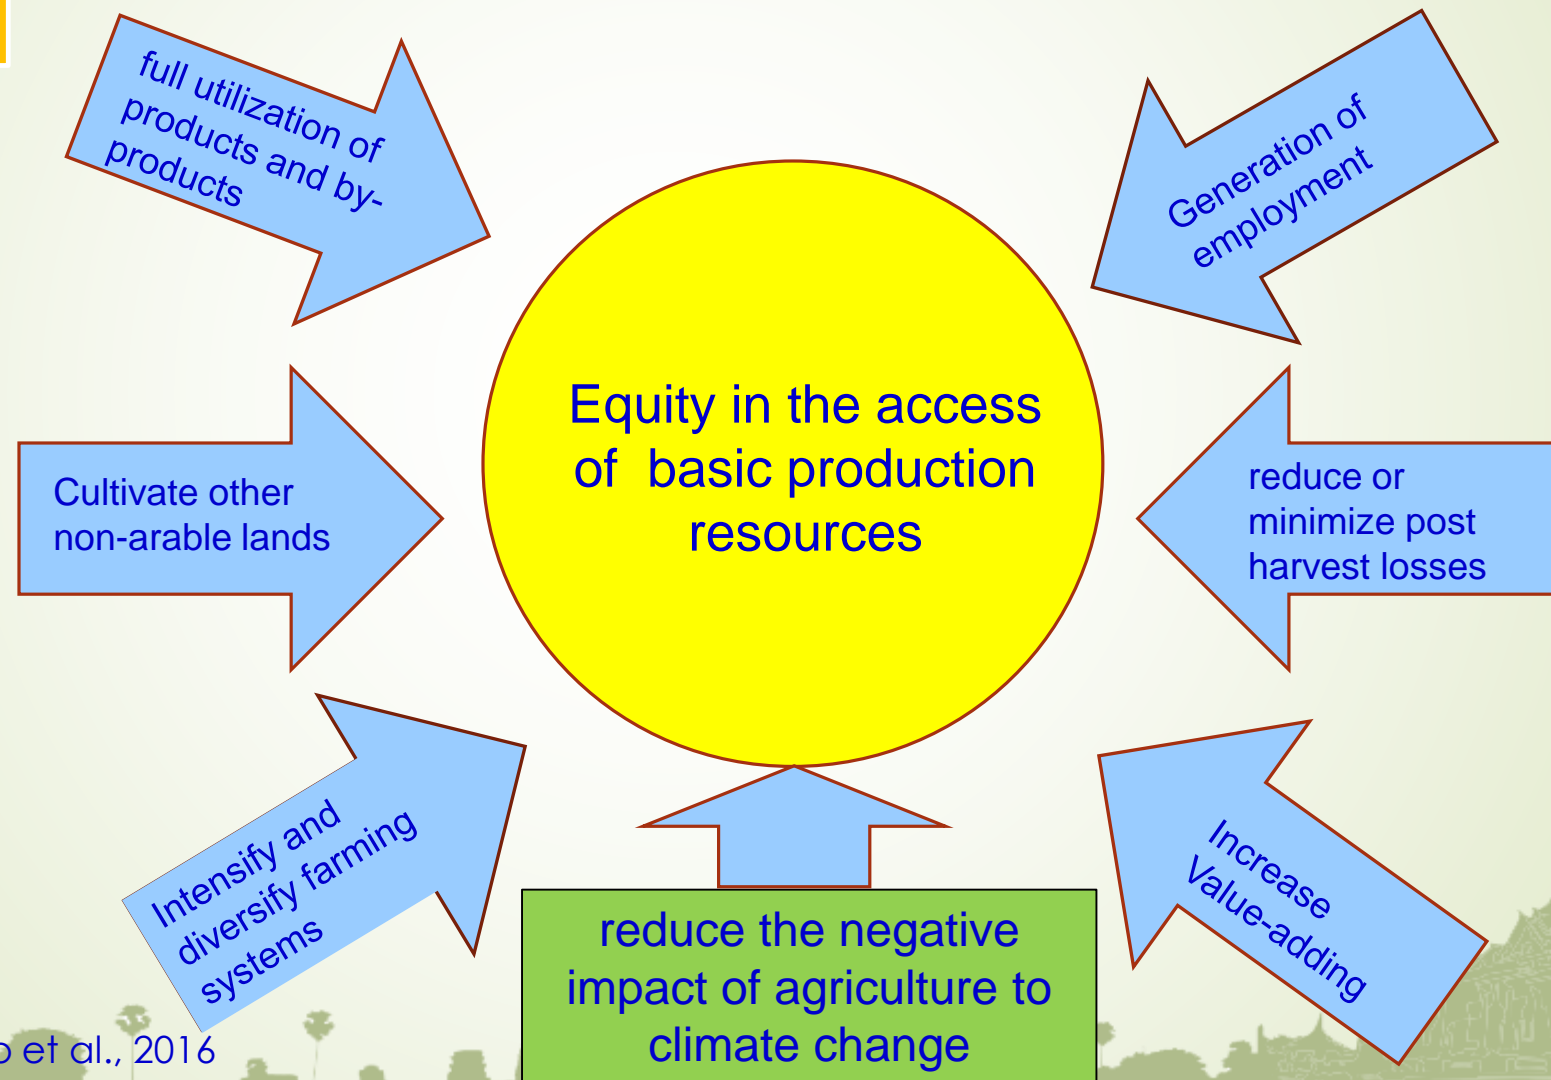 full utilization of
products and by-
products
Generation of
employment
Equity in the access
of basic production
resources
Cultivate other
non-arable lands
reduce or
minimize post
harvest losses
Intensify and
diversify farming
systems
Increase
Value-adding
reduce the negative
impact of agriculture to
climate change
et al., 2016